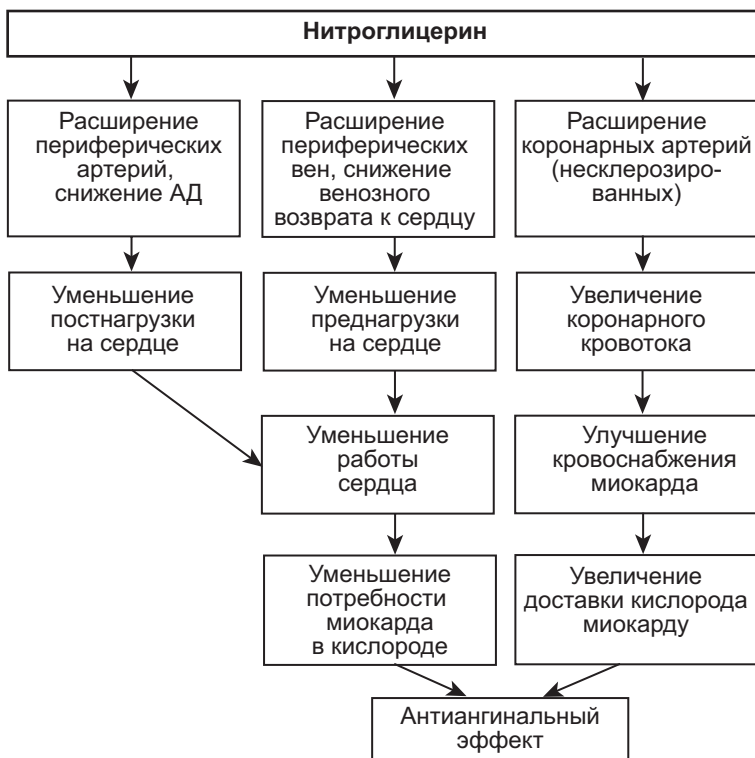 Нитроглицерин
Расширение
периферических
артерий,
снижение АД
Расширение
периферических
вен, снижение
венозного
возврата к сердцу
Расширение
коронарных артерий
(несклерозиро-
ванных)
Уменьшение
постнагрузки
на сердце
Уменьшение
преднагрузки
на сердце
Увеличение
коронарного
кровотока
Уменьшение
работы
сердца
Улучшение
кровоснабжения
миокарда
Уменьшение
потребности
миокарда
в кислороде
Увеличение
доставки кислорода
миокарду
Антиангинальный
эффект